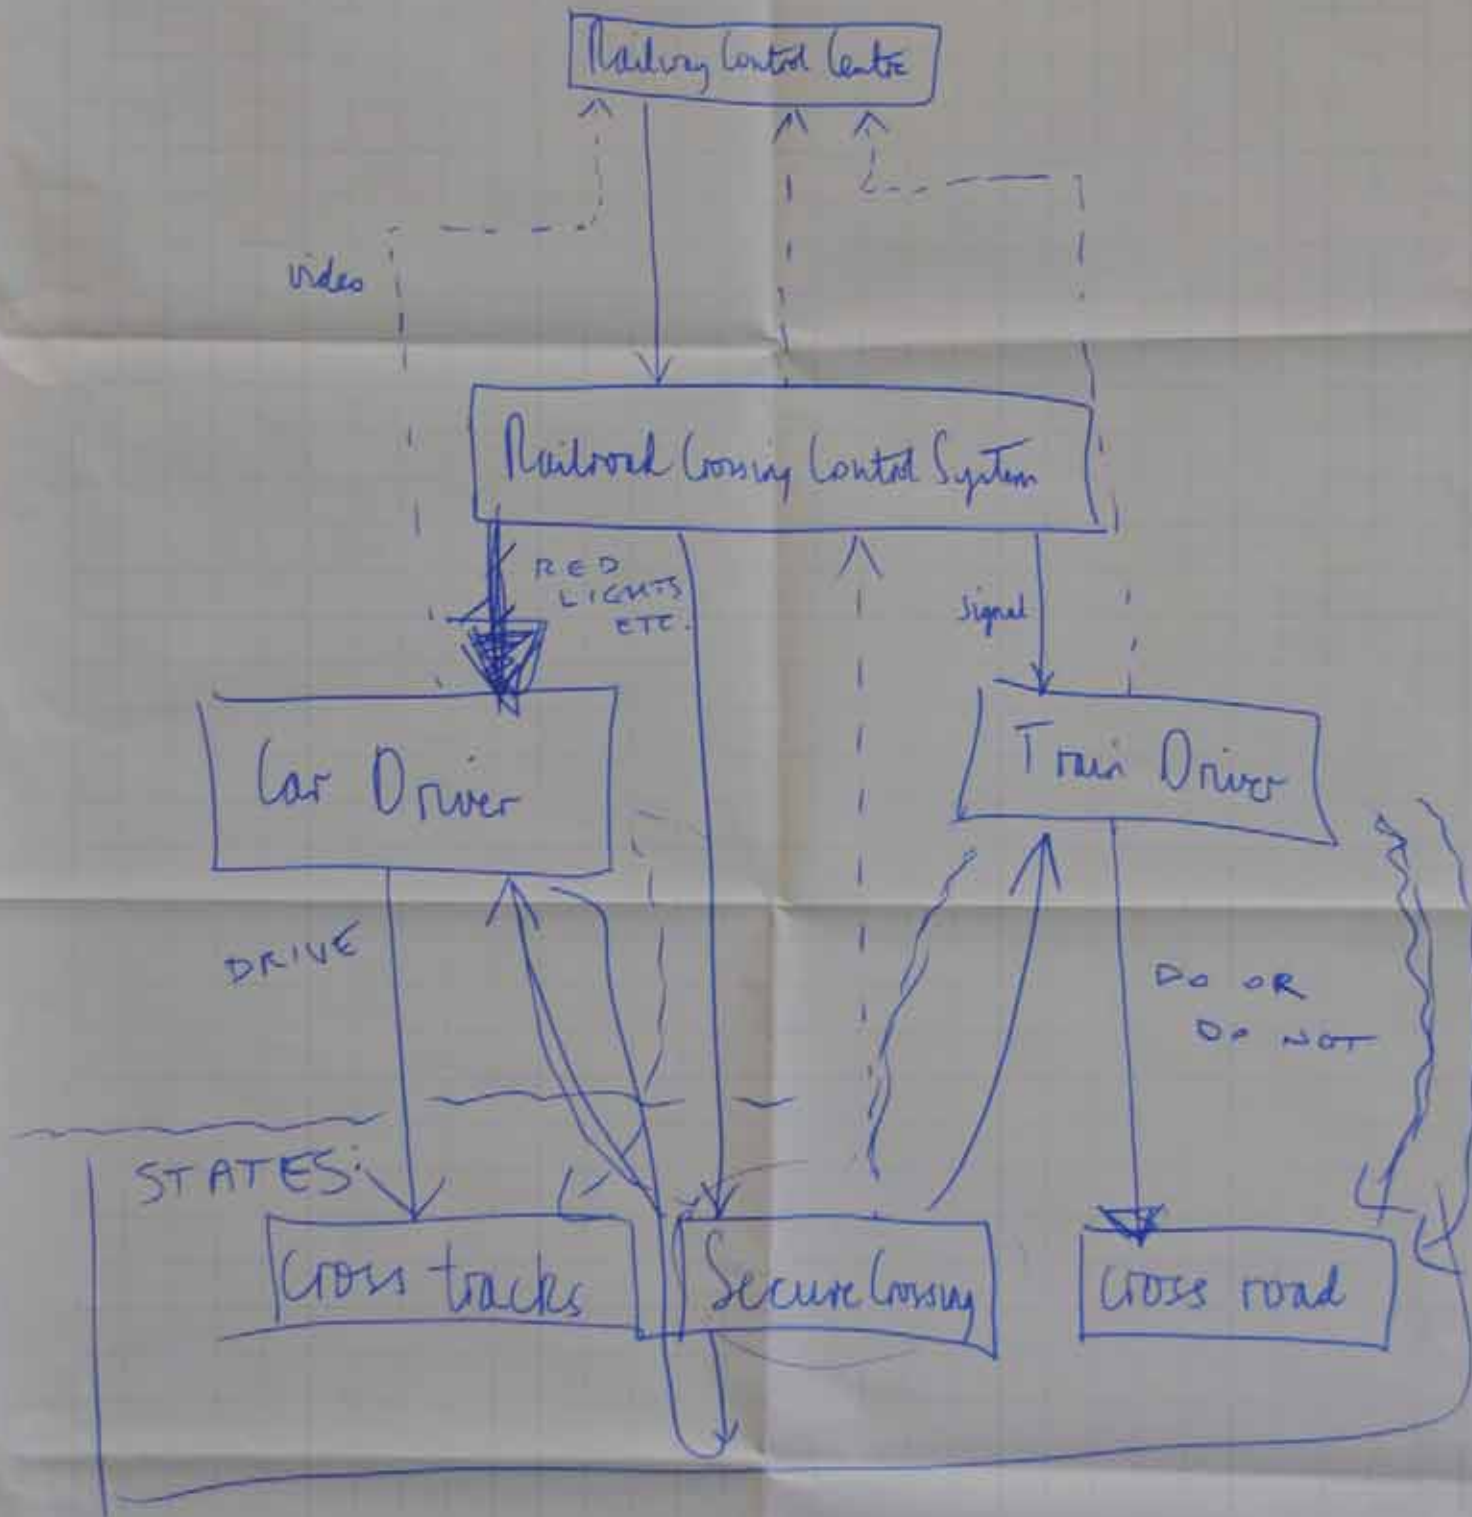 Railway Control Centre
video
Railroad Crossing Control System
RED
LIGHTS
ETC.
signal
Car Driver
Train Driver
DRIVE
DO OR
DO NOT
STATES:
Cross tracks
Secure Crossing
Cross road